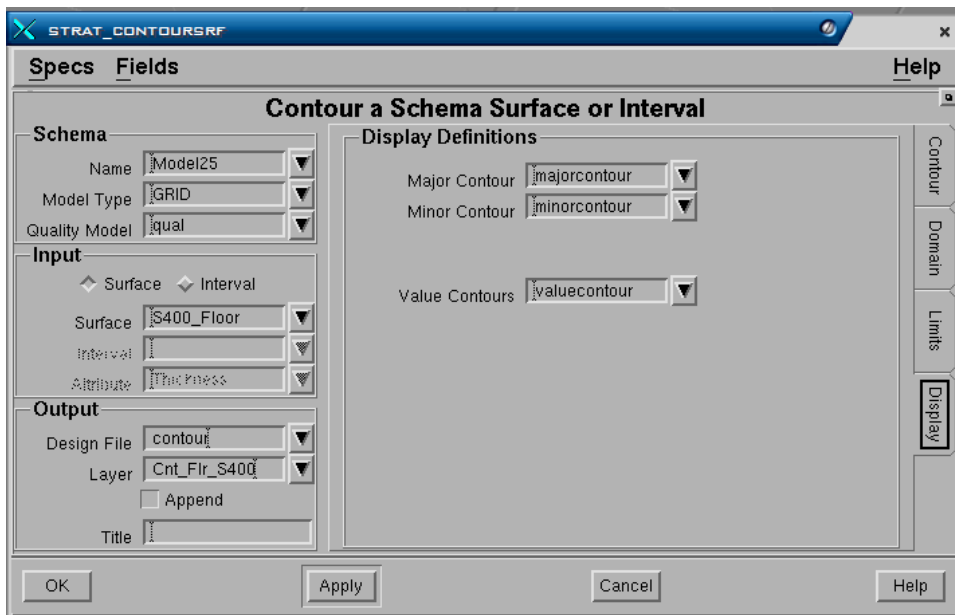 STRAT_CONTOURSRF
Specs Fields Help
Contour a Schema Surface or Interval
Schema
Name Model25
Model Type GRID
Quality Model qual
Input
Surface Interval
Surface S400_Floor
Interval
Attribute Thickness
Output
Design File contour
Layer Cnt_Flr_S400
Append
Title
Display Definitions
Major Contour majorcontour
Minor Contour minorcontour
Value Contours valuecontour
Contour
Domain
Limits
Display
OK Apply Cancel Help